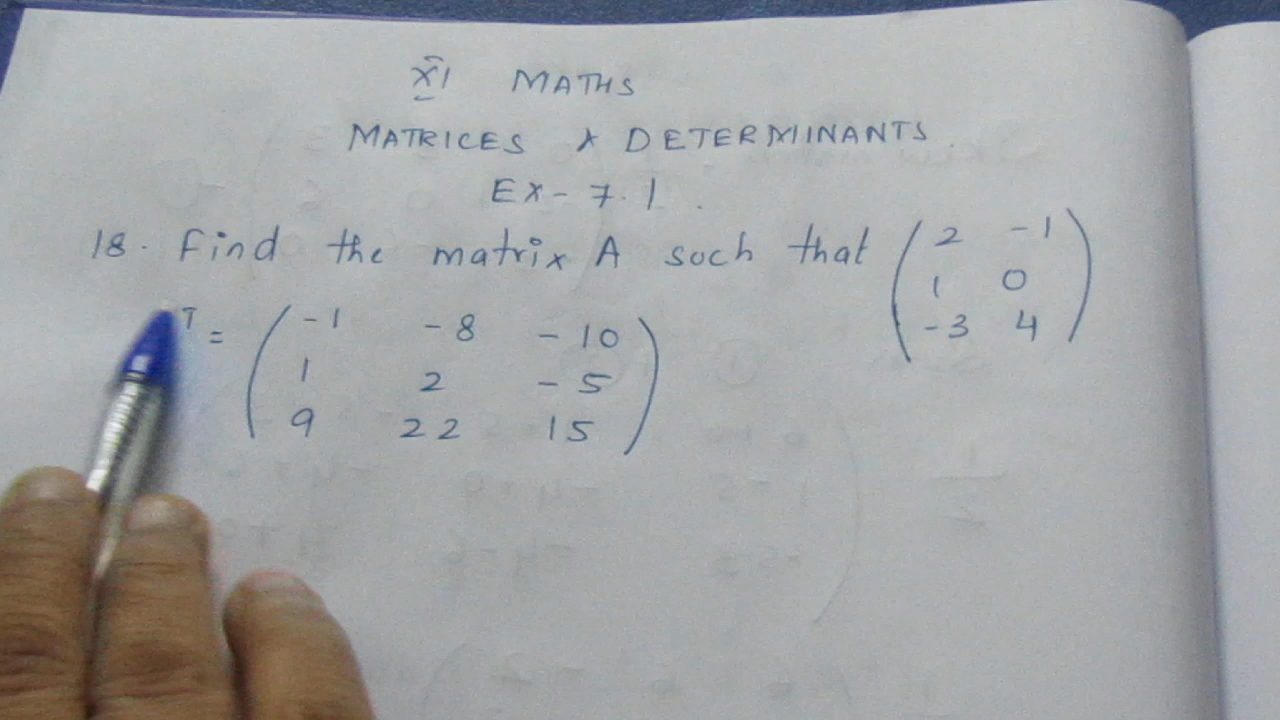 XI MATHS
MATRICES & DETERMINANTS
EX-7.1.
18. Find the matrix A such that ( 2 -1
1 0
-3 4 )
T = ( -1 -8 -10
1 2 -5
9 22 15 )